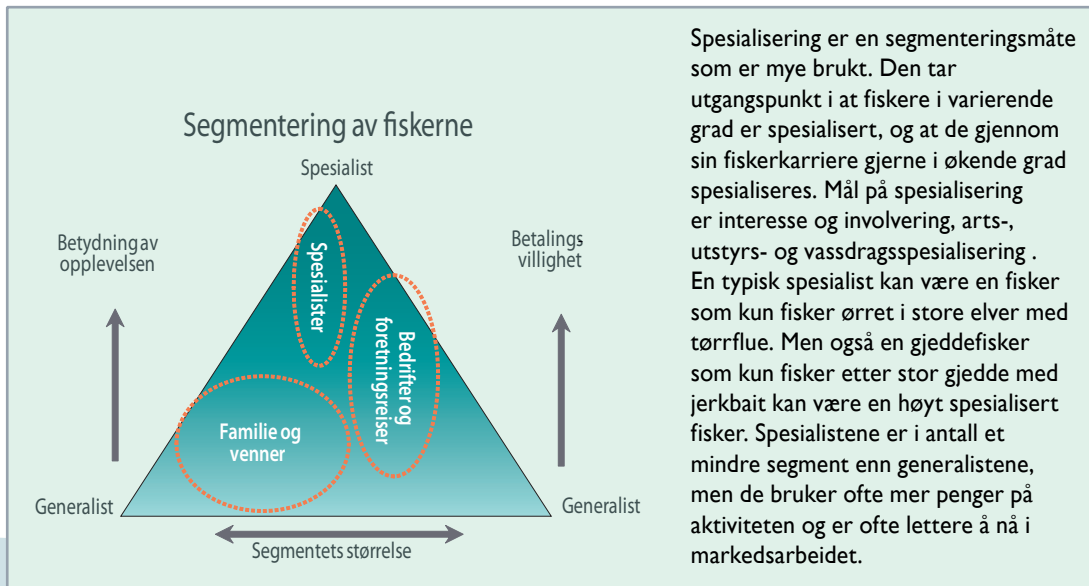 Segmentering av fiskerne
Spesialist
Betydning av
opplevelsen
Betalings
villighet
Spesialister
Bedrifter og
foretningsreiser
Familie og
venner
Generalist
Generalist
Segmentets størrelse
Spesialisering er en segmenteringsmåte
som er mye brukt. Den tar
utgangspunkt i at fiskere i varierende
grad er spesialisert, og at de gjennom
sin fiskerkarriere gjerne i økende grad
spesialiseres. Mål på spesialisering
er interesse og involvering, arts-,
utstyrs- og vassdragsspesialisering .
En typisk spesialist kan være en fisker
som kun fisker ørret i store elver med
tørrflue. Men også en gjeddefisker
som kun fisker etter stor gjedde med
jerkbait kan være en høyt spesialisert
fisker. Spesialistene er i antall et
mindre segment enn generalistene,
men de bruker ofte mer penger på
aktiviteten og er ofte lettere å nå i
markedsarbeidet.